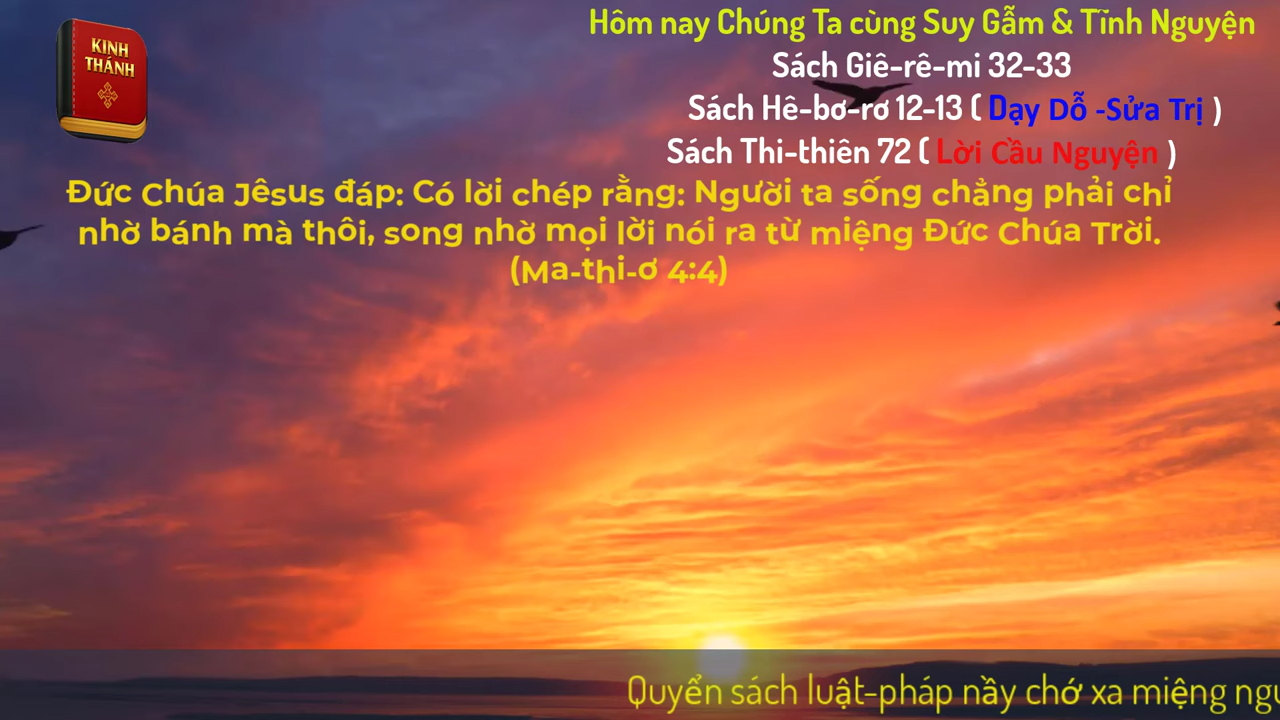 KINH
THÁNH
Hôm nay Chúng Ta cùng Suy Gẫm & Tĩnh Nguyện
Sách Giê-rê-mi 32-33
Sách Hê-bơ-rơ 12-13 ( Dạy Dỗ -Sửa Trị )
Sách Thi-thiên 72 ( Lời Cầu Nguyện )
Đức Chúa Jêsus đáp: Có lời chép rằng: Người ta sống chẳng phải chỉ
nhờ bánh mà thôi, song nhờ mọi lời nói ra từ miệng Đức Chúa Trời.
(Ma-thi-ơ 4:4)
Quyển sách luật-pháp nầy chớ xa miệng